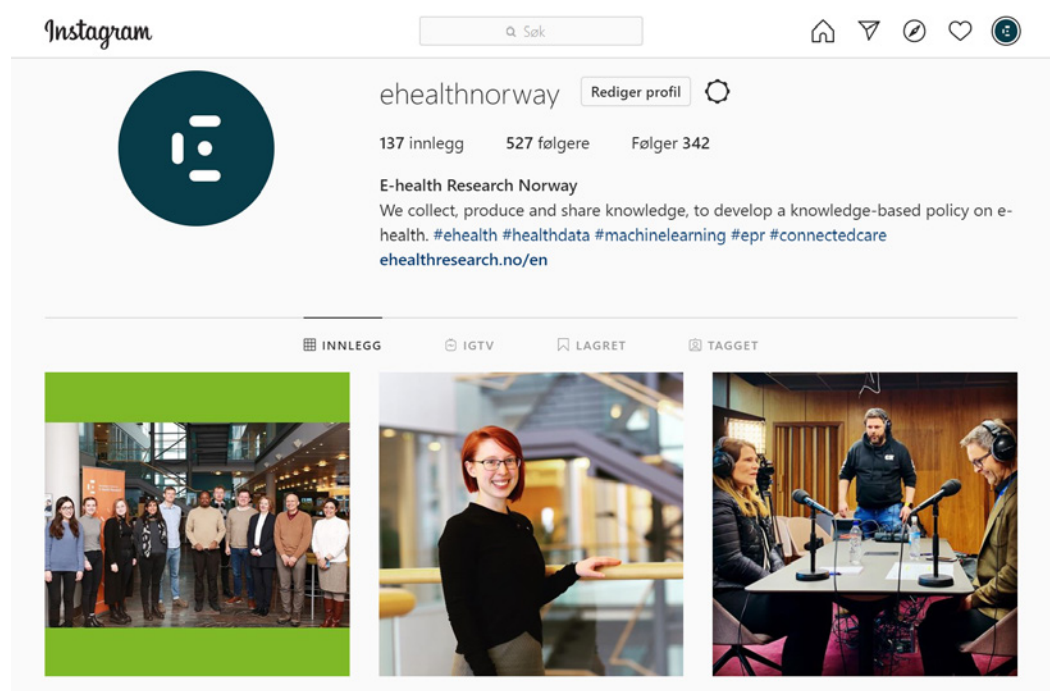 Instagram
Søk
ehealthnorway Rediger profil
137 innlegg 527 følgere Følger 342
E-health Research Norway
We collect, produce and share knowledge, to develop a knowledge-based policy on e-
health. #ehealth #healthdata #machinelearning #epr #connectedcare
ehealthresearch.no/en
INNLEGG IGTV LAGRET TAGGET